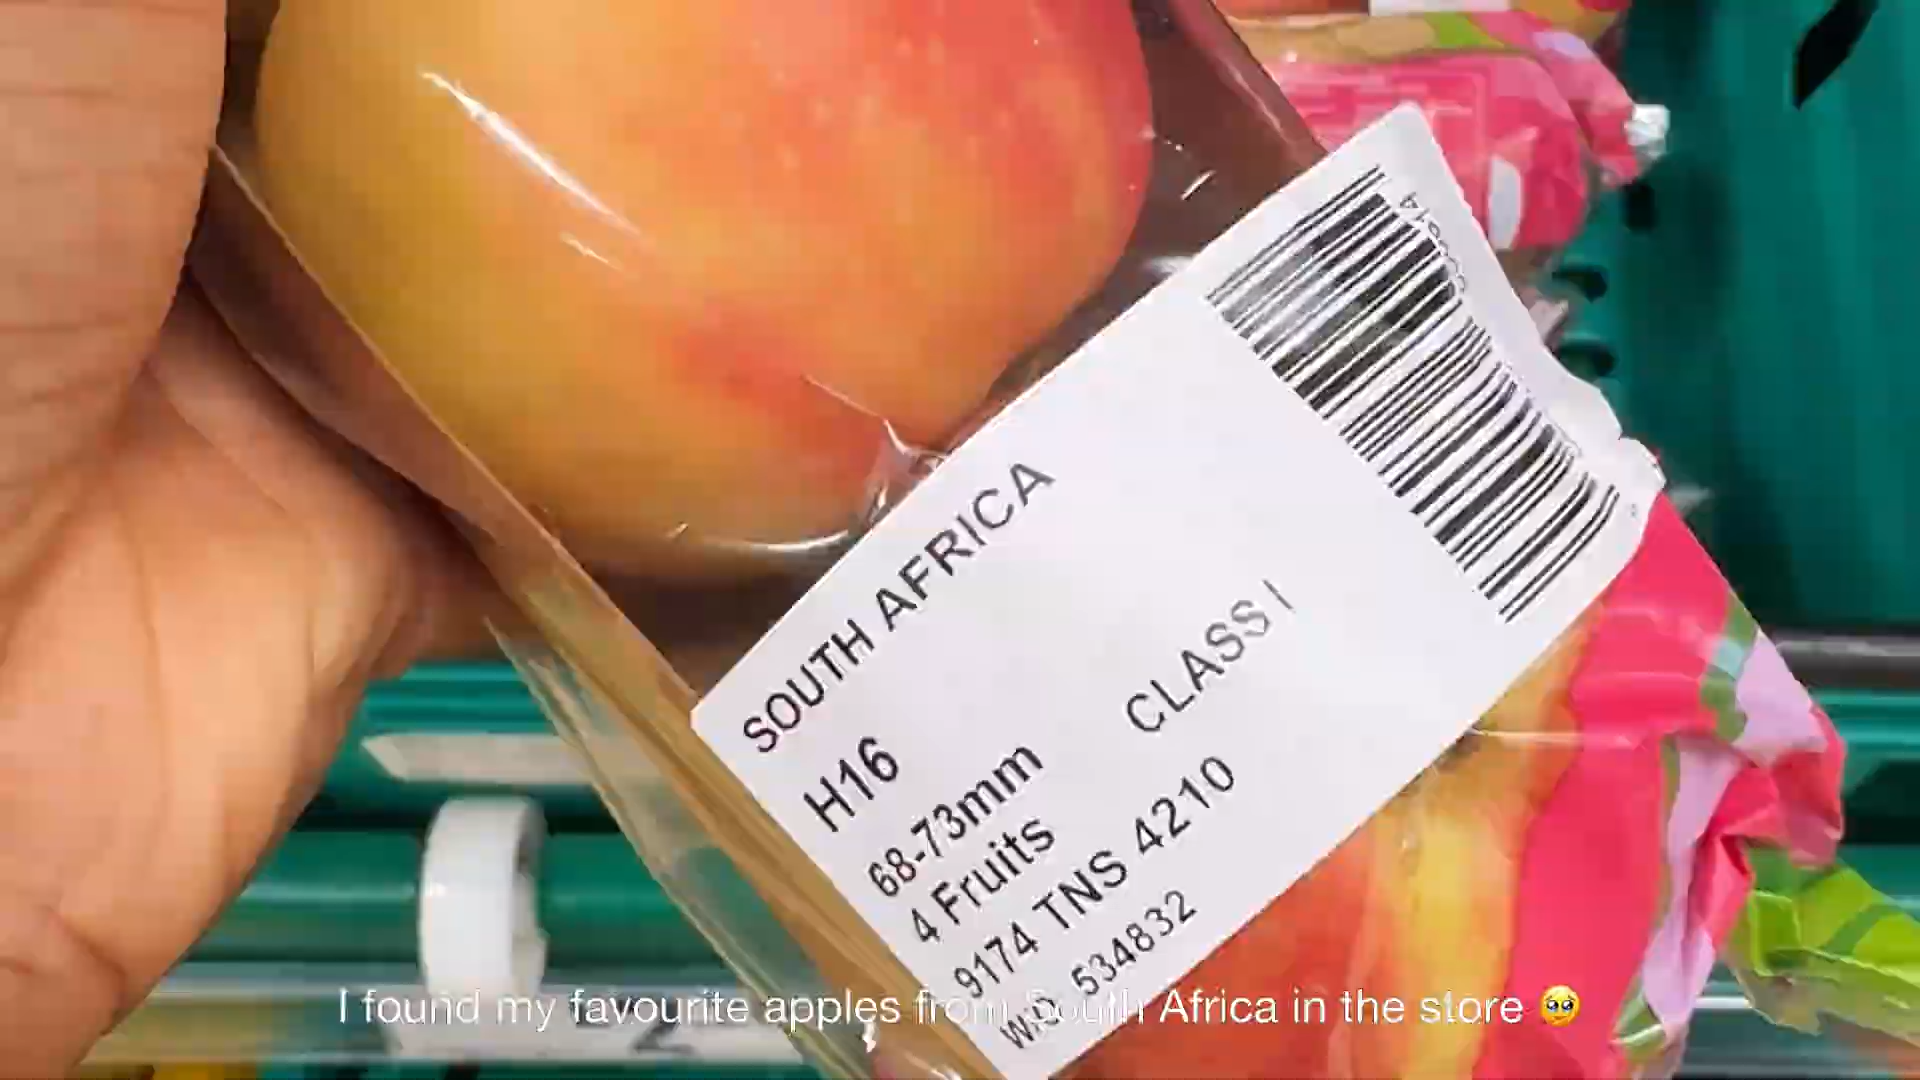 SOUTH AFRICA
H16
68-73mm CLASS I
4 Fruits
9174 TNS 4210
W.O. 534832
I found my favourite apples from South Africa in the store 🥹